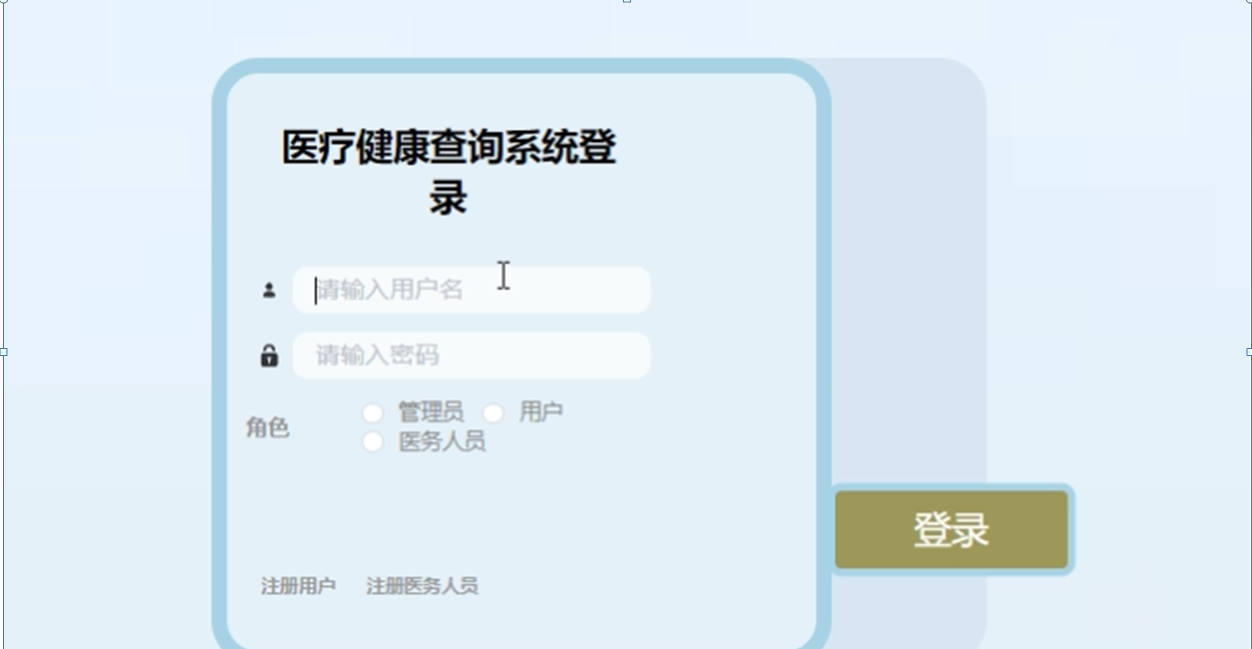 医疗健康查询系统登
录
请输入用户名
请输入密码
角色
管理员 用户
医务人员
登录
注册用户 注册医务人员